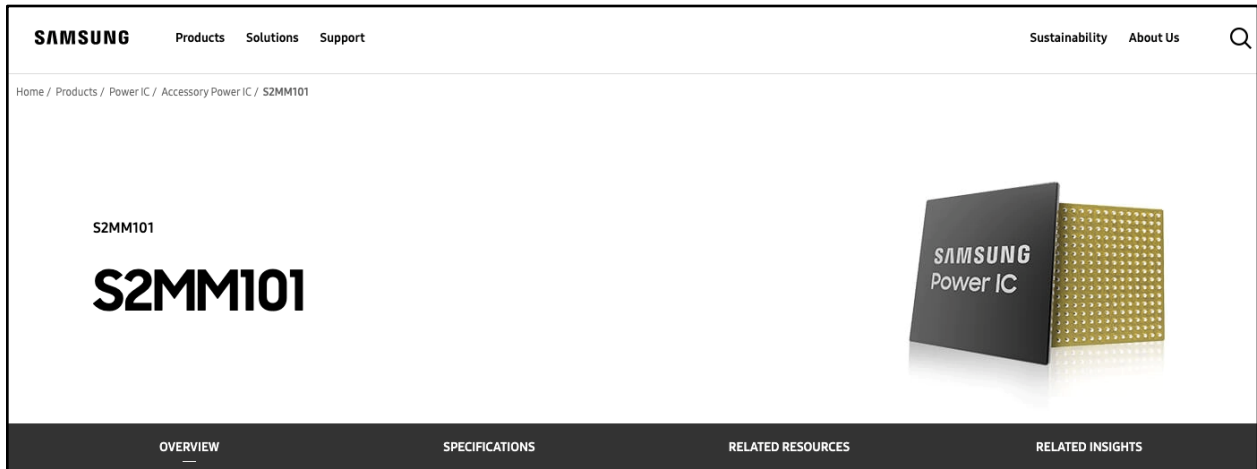 SAMSUNG Products Solutions Support Sustainability About Us
Home / Products / Power IC / Accessory Power IC / S2MM101
S2MM101
S2MM101
SAMSUNG
Power IC
OVERVIEW SPECIFICATIONS RELATED RESOURCES RELATED INSIGHTS